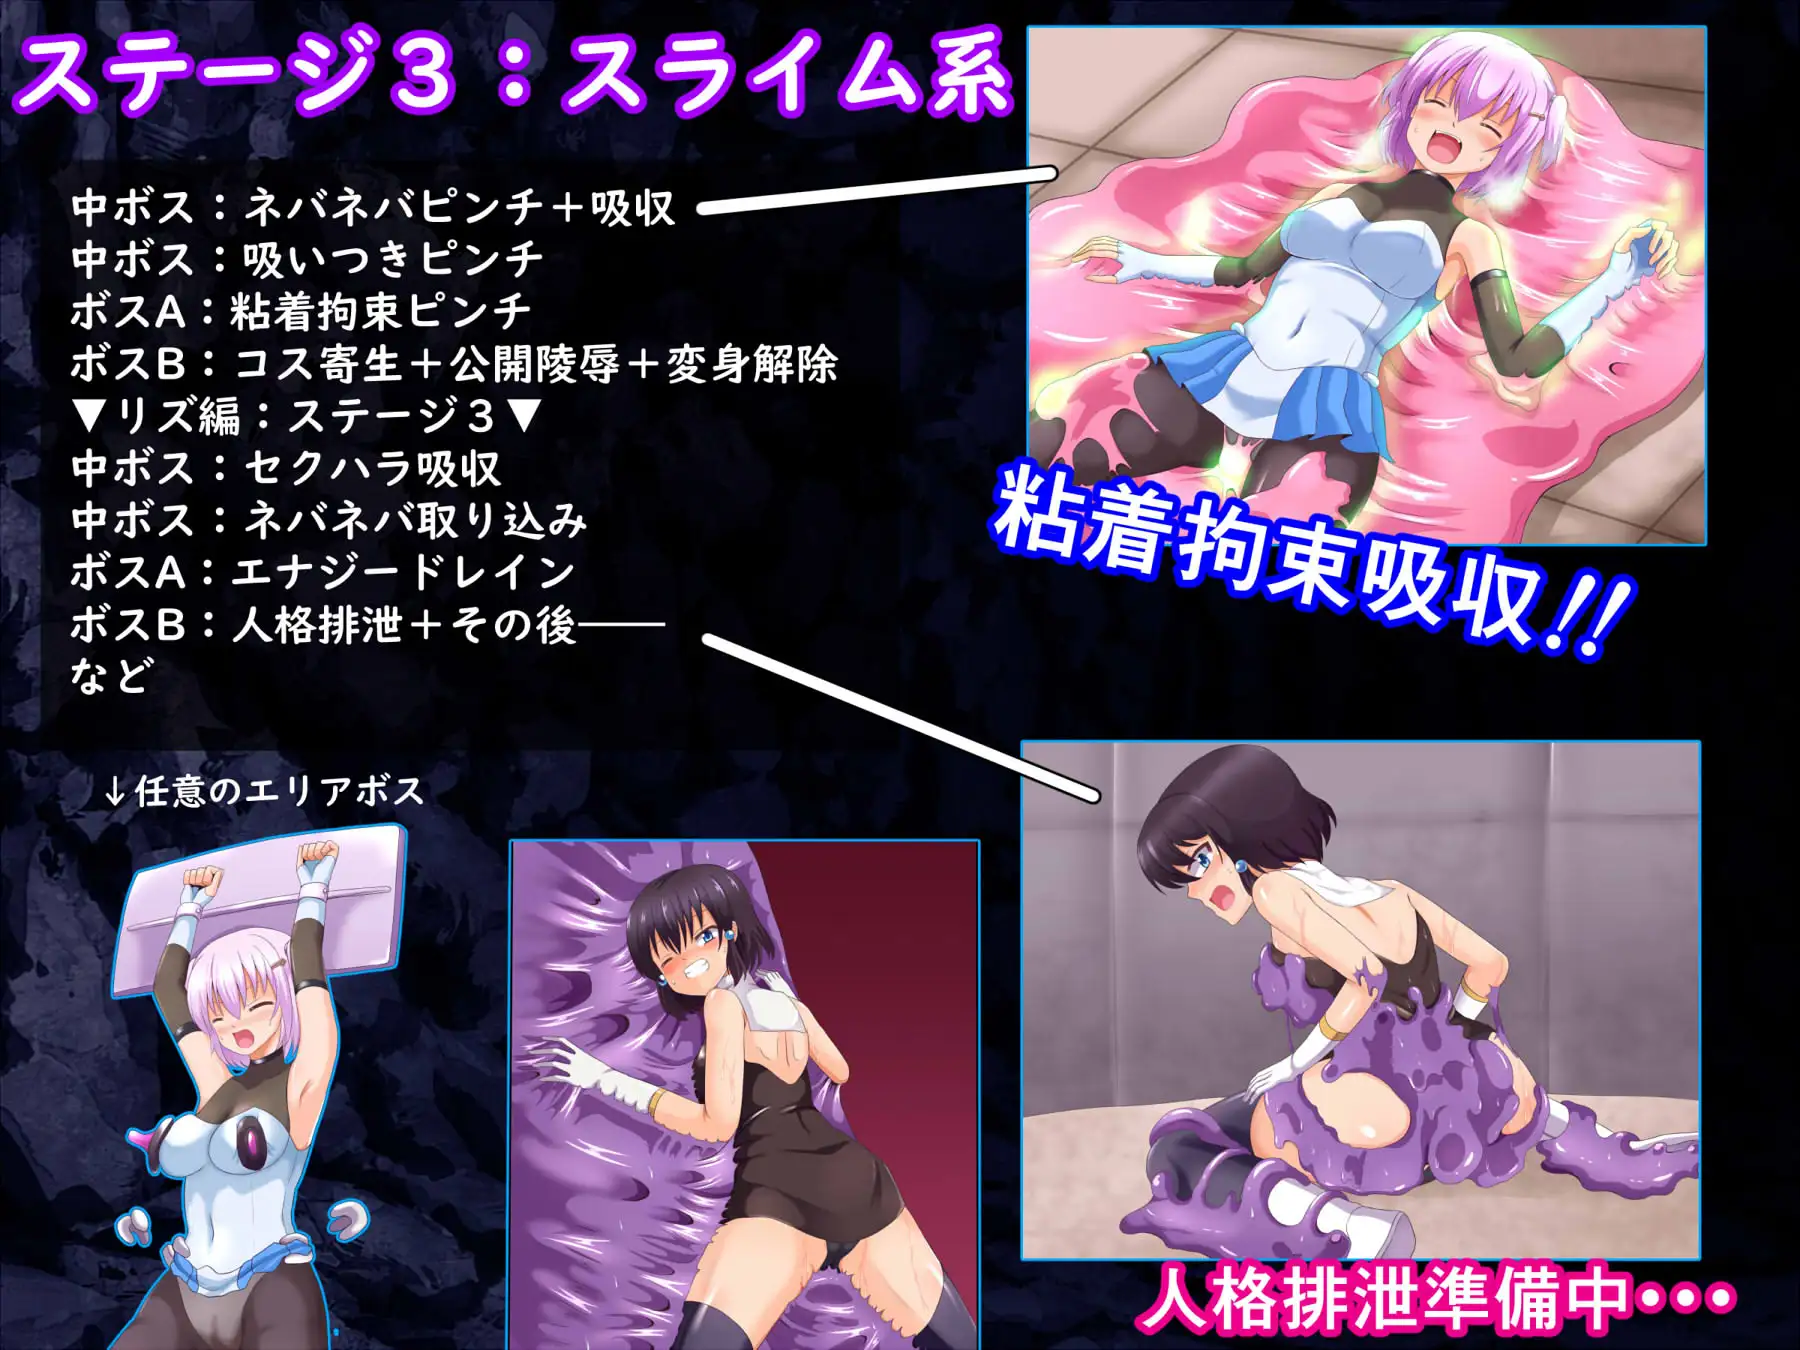 ステージ３：スライム系
中ボス：ネバネバピンチ＋吸収
中ボス：吸いつきピンチ
ボスA：粘着拘束ピンチ
ボスB：コス寄生＋公開陵辱＋変身解除
▼リズ編：ステージ３▼
中ボス：セクハラ吸収
中ボス：ネバネバ取り込み
ボスA：エナジードレイン
ボスB：人格排泄＋その後――
など
粘着拘束吸収!!
↓任意のエリアボス
人格排泄準備中•••